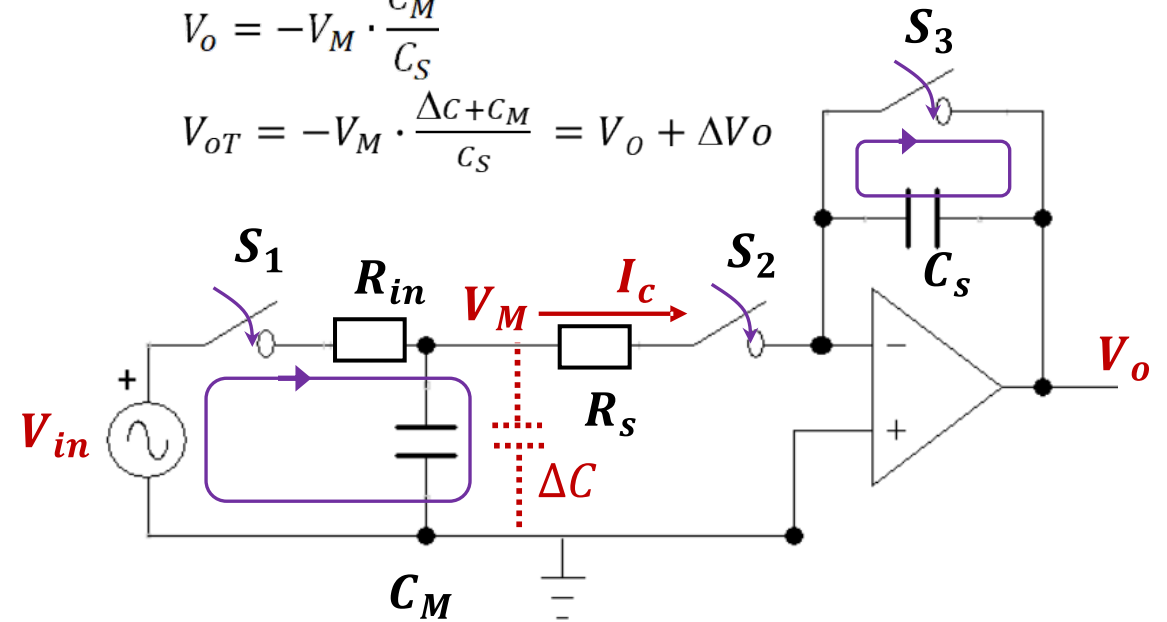 V_o = −V_M · C_M / C_S
V_oT = −V_M · ΔC+C_M / C_S = V_O + ΔVo
S_3
C_s
S_1
R_in
V_M
I_c
S_2
−
V_o
+
R_s
+
V_in
ΔC
C_M